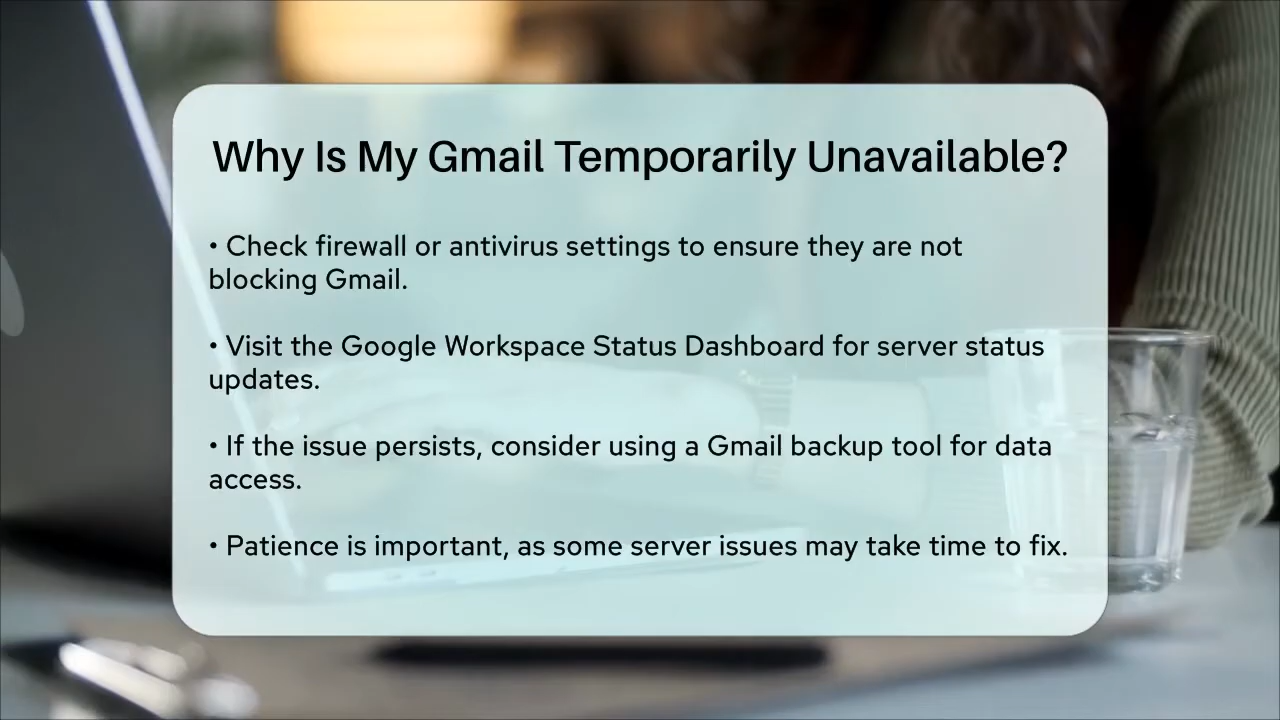 Why Is My Gmail Temporarily Unavailable?
• Check firewall or antivirus settings to ensure they are not
blocking Gmail.
• Visit the Google Workspace Status Dashboard for server status
updates.
• If the issue persists, consider using a Gmail backup tool for data
access.
• Patience is important, as some server issues may take time to fix.